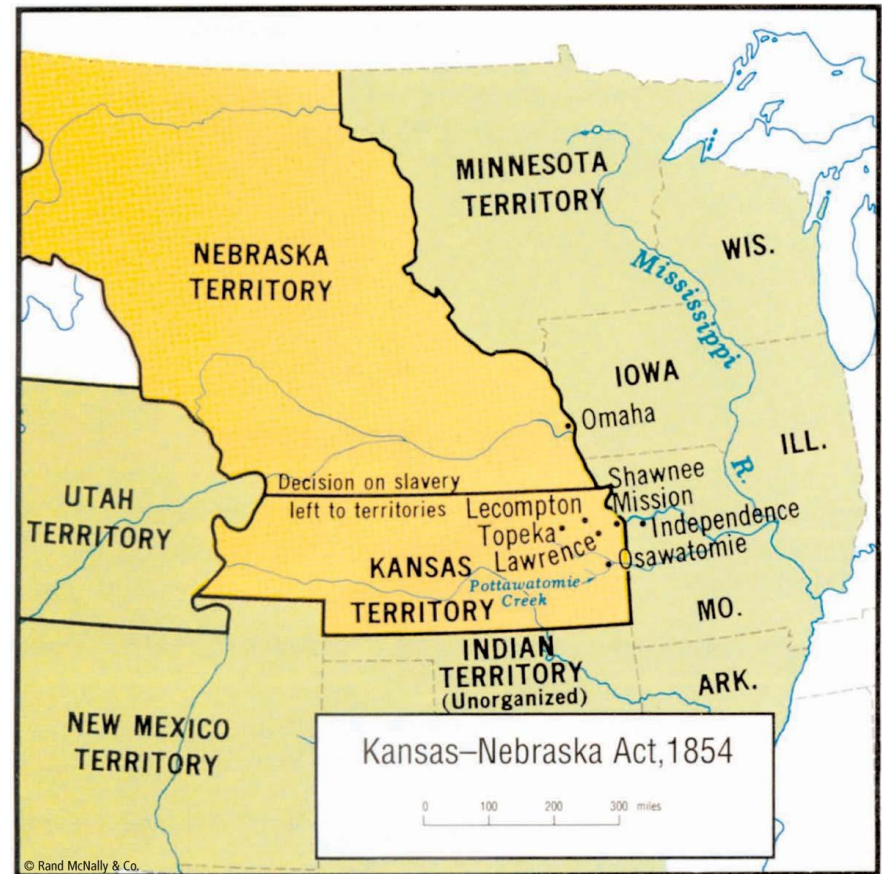 MINNESOTA
TERRITORY
NEBRASKA
TERRITORY
WIS.
Mississippi
R.
IOWA
Omaha
ILL.
Decision on slavery
left to territories
UTAH
TERRITORY
Shawnee
Mission
Lecompton
Independence
Topeka
Lawrence
Osawatomie
KANSAS
TERRITORY
Pottawatomie
Creek
MO.
INDIAN
TERRITORY
(Unorganized)
ARK.
NEW MEXICO
TERRITORY
Kansas–Nebraska Act, 1854
0 100 200 300 miles
© Rand McNally & Co.